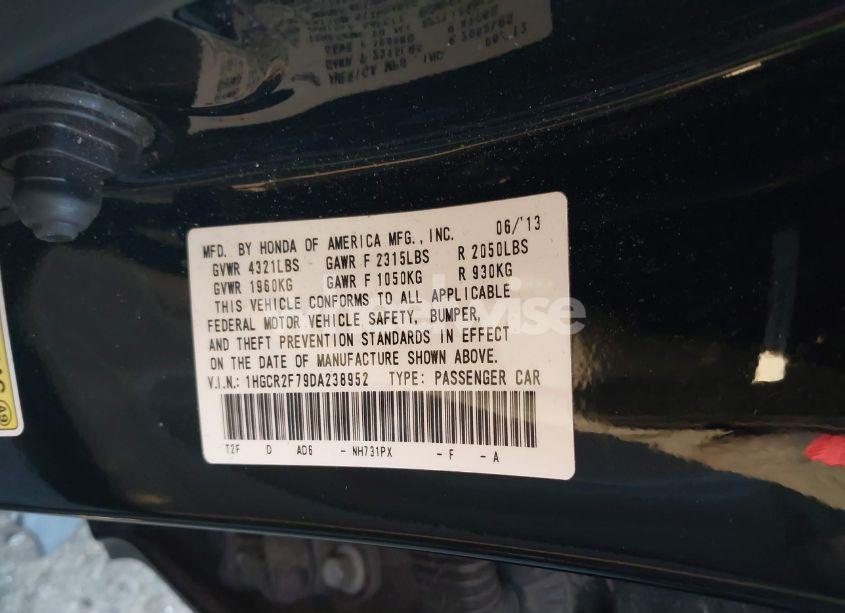 MFD. BY HONDA OF AMERICA MFG., INC. 06/'13
GVWR 4321LBS GAWR F 2315LBS R 2050LBS
GVWR 1960KG GAWR F 1050KG R 930KG
THIS VEHICLE CONFORMS TO ALL APPLICABLE
FEDERAL MOTOR VEHICLE SAFETY, BUMPER,
AND THEFT PREVENTION STANDARDS IN EFFECT
ON THE DATE OF MANUFACTURE SHOWN ABOVE.
V.I.N.: 1HGCR2F79DA238952 TYPE: PASSENGER CAR
T2F D AD6 - NH731PX - F - A